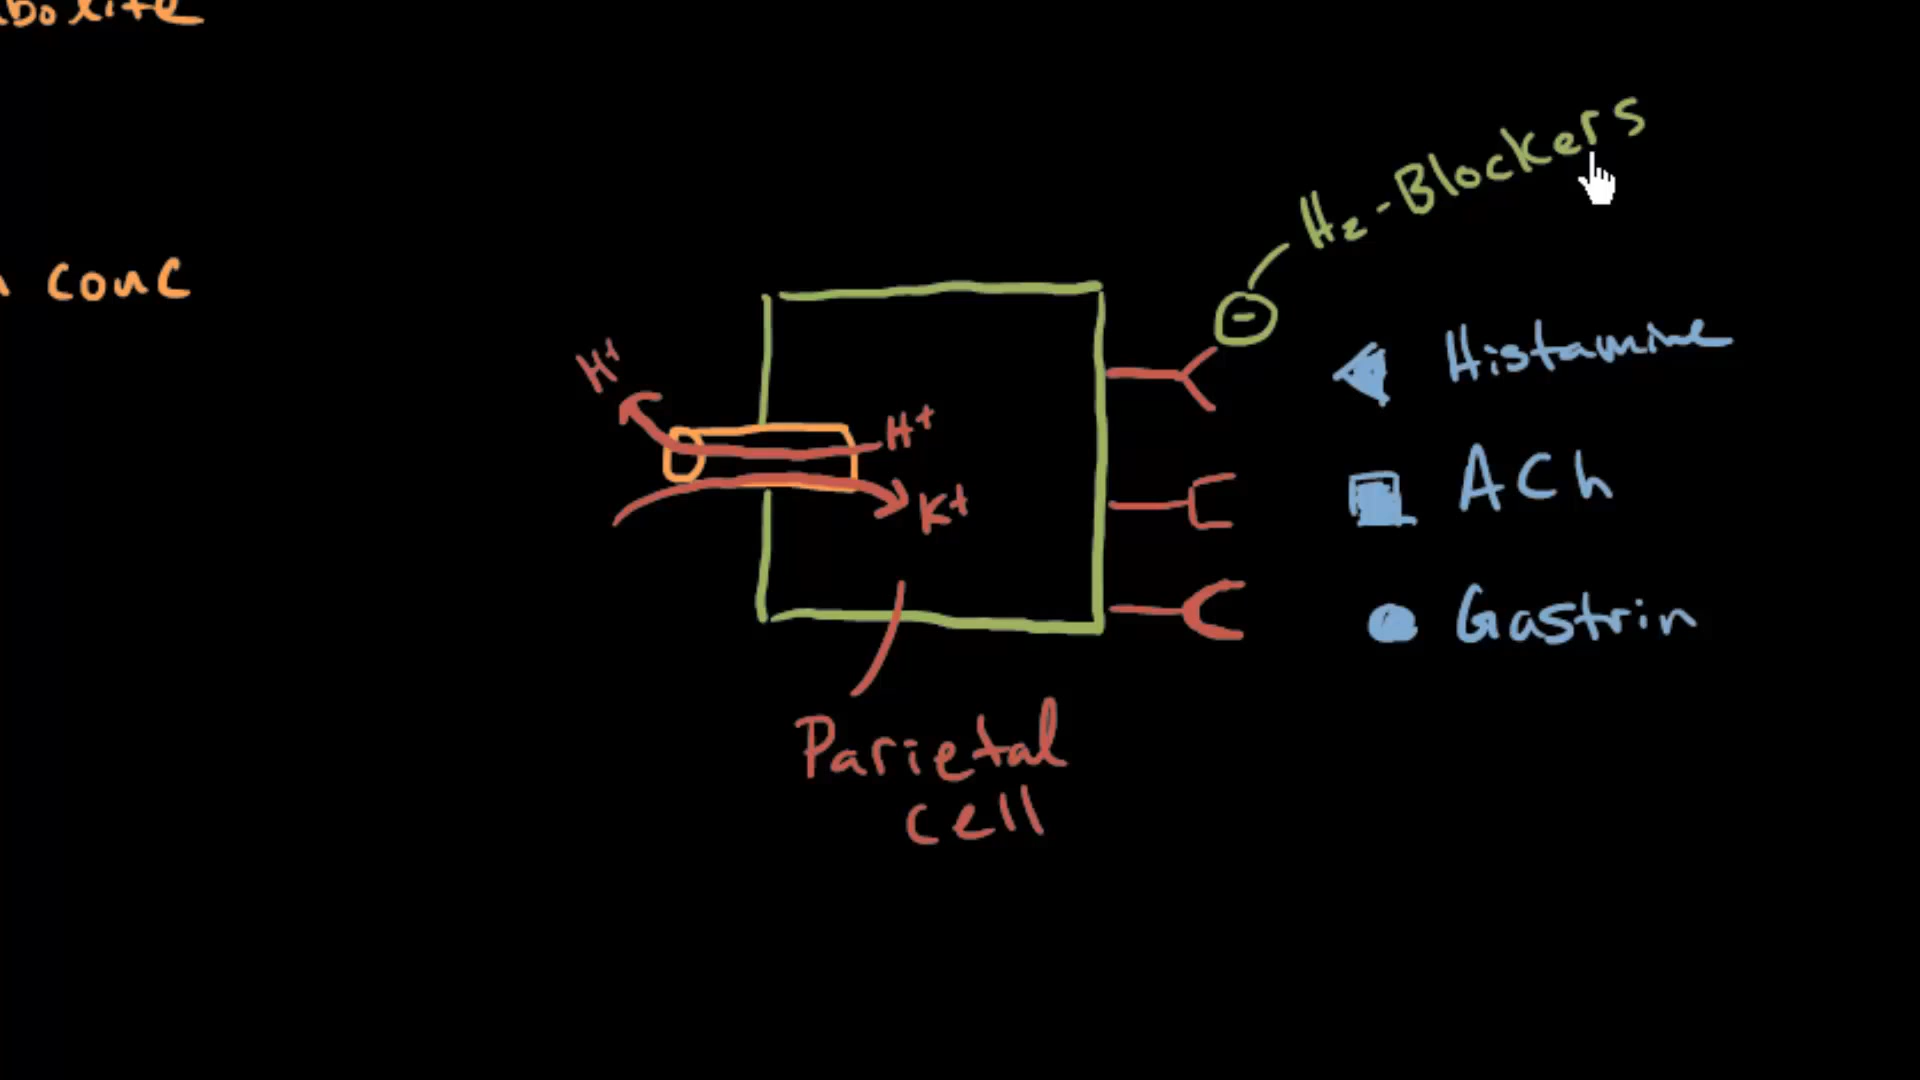 conc
H₂-Blockers
Histamine
H+
H+
ACh
K+
Gastrin
Parietal
cell